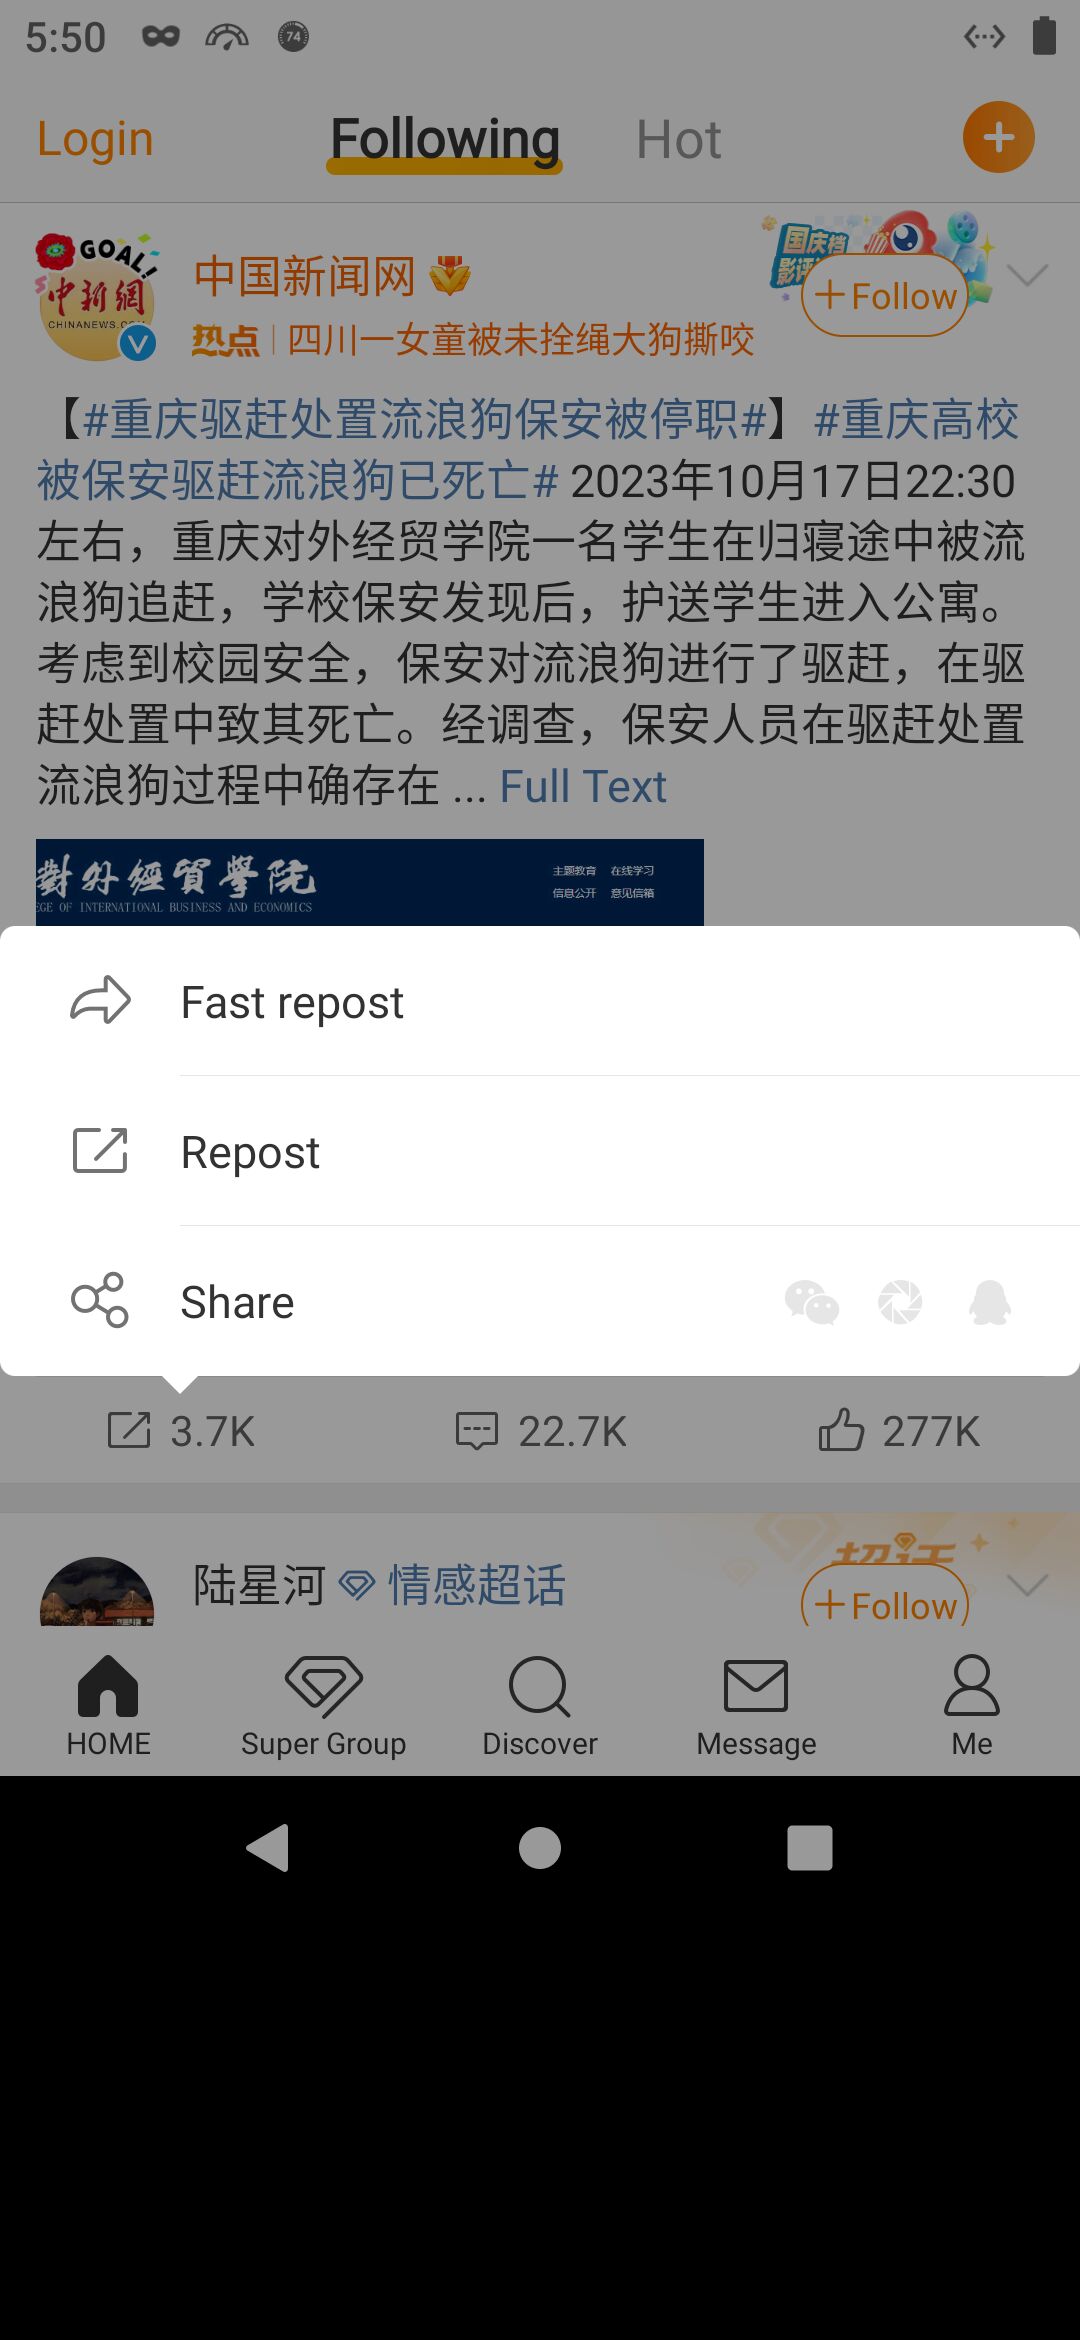 5:50
74
Login
Following
Hot
GOAL!
中新網
CHINANEWS.CO
中国新闻网
国庆档
影评
+Follow
热点 | 四川一女童被未拴绳大狗撕咬
【#重庆驱赶处置流浪狗保安被停职#】 #重庆高校
被保安驱赶流浪狗已死亡# 2023年10月17日22:30
左右，重庆对外经贸学院一名学生在归寝途中被流
浪狗追赶，学校保安发现后，护送学生进入公寓。
考虑到校园安全，保安对流浪狗进行了驱赶，在驱
赶处置中致其死亡。经调查，保安人员在驱赶处置
流浪狗过程中确存在 ... Full Text
對外經貿學院
主题教育 在线学习
EGE OF INTERNATIONAL BUSINESS AND ECONOMICS
信息公开 意见信箱
Fast repost
Repost
Share
3.7K
22.7K
277K
超话
陆星河 情感超话
+Follow
HOME
Super Group
Discover
Message
Me